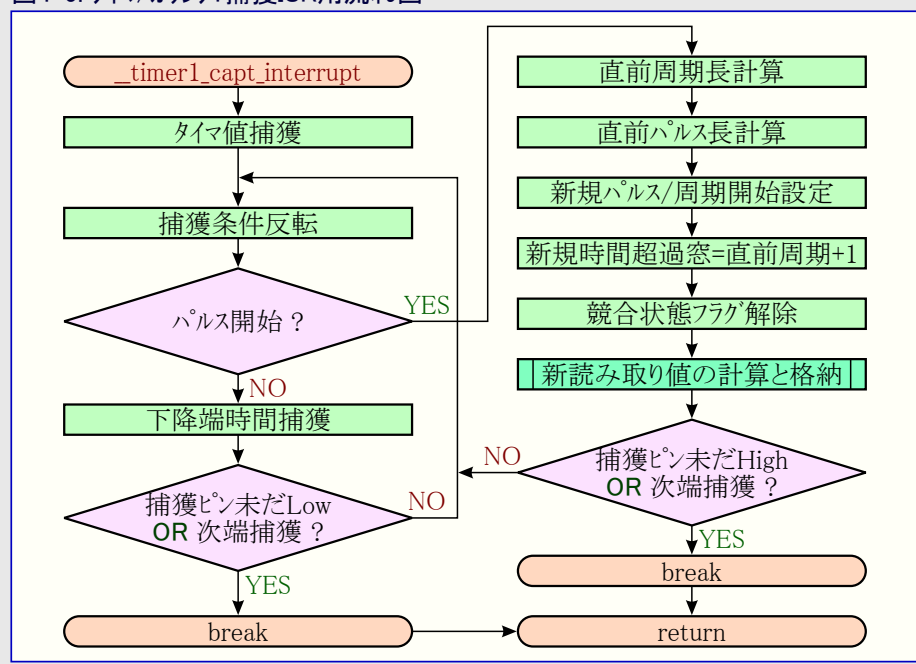 __timer1_capt_interrupt
タイマ値捕獲
捕獲条件反転
パルス開始 ?
YES
NO
下降端時間捕獲
捕獲ピン未だLow
OR 次端捕獲 ?
NO
YES
break
直前周期長計算
直前パルス長計算
新規パルス/周期開始設定
新規時間超過窓=直前周期+1
競合状態フラグ解除
新読み取り値の計算と格納
捕獲ピン未だHigh
OR 次端捕獲 ?
NO
YES
break
return